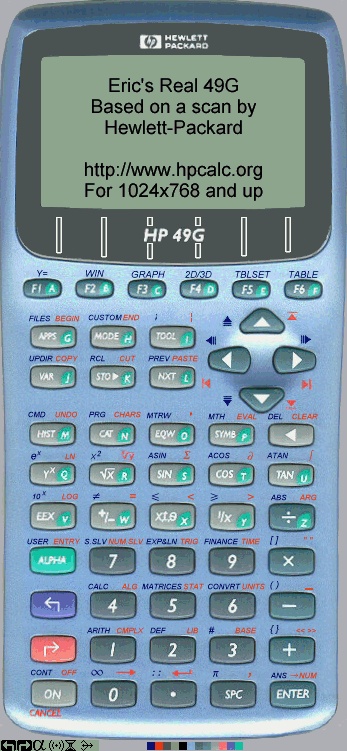 hp HEWLETT
PACKARD
Eric's Real 49G
Based on a scan by
Hewlett-Packard
http://www.hpcalc.org
For 1024x768 and up
HP 49G
Y= WIN GRAPH 2D/3D TBLSET TABLE
F1 A F2 B F3 C F4 D F5 E F6 F
FILES BEGIN CUSTOM END
APPS G MODE H TOOL I
UPDIR COPY RCL CUT PREV PASTE
VAR J STO▶ K NXT L
CMD UNDO PRG CHARS MTRW ' MTH EVAL DEL CLEAR
HIST M CAT N EQW O SYMB P
eˣ LN x² ˣ√y ASIN Σ ACOS ∂ ATAN ∫
Yˣ Q √X R SIN S COS T TAN U
10ˣ LOG ≠ = ≤ < ≥ > ABS ARG
EEX V +/− W X,t,θ X 1/X Y ÷ Z
USER ENTRY S.SLV NUM.SLV EXP&LN TRIG FINANCE TIME [ ] " "
ALPHA 7 8 9 ×
CALC ALG MATRICES STAT CONVRT UNITS ( ) _
4 5 6 −
ARITH CMPLX DEF LIB # BASE { } << >>
1 2 3 +
CONT OFF ∞ → : : ↵ π , ANS →NUM
ON 0 • SPC ENTER
CANCEL
α